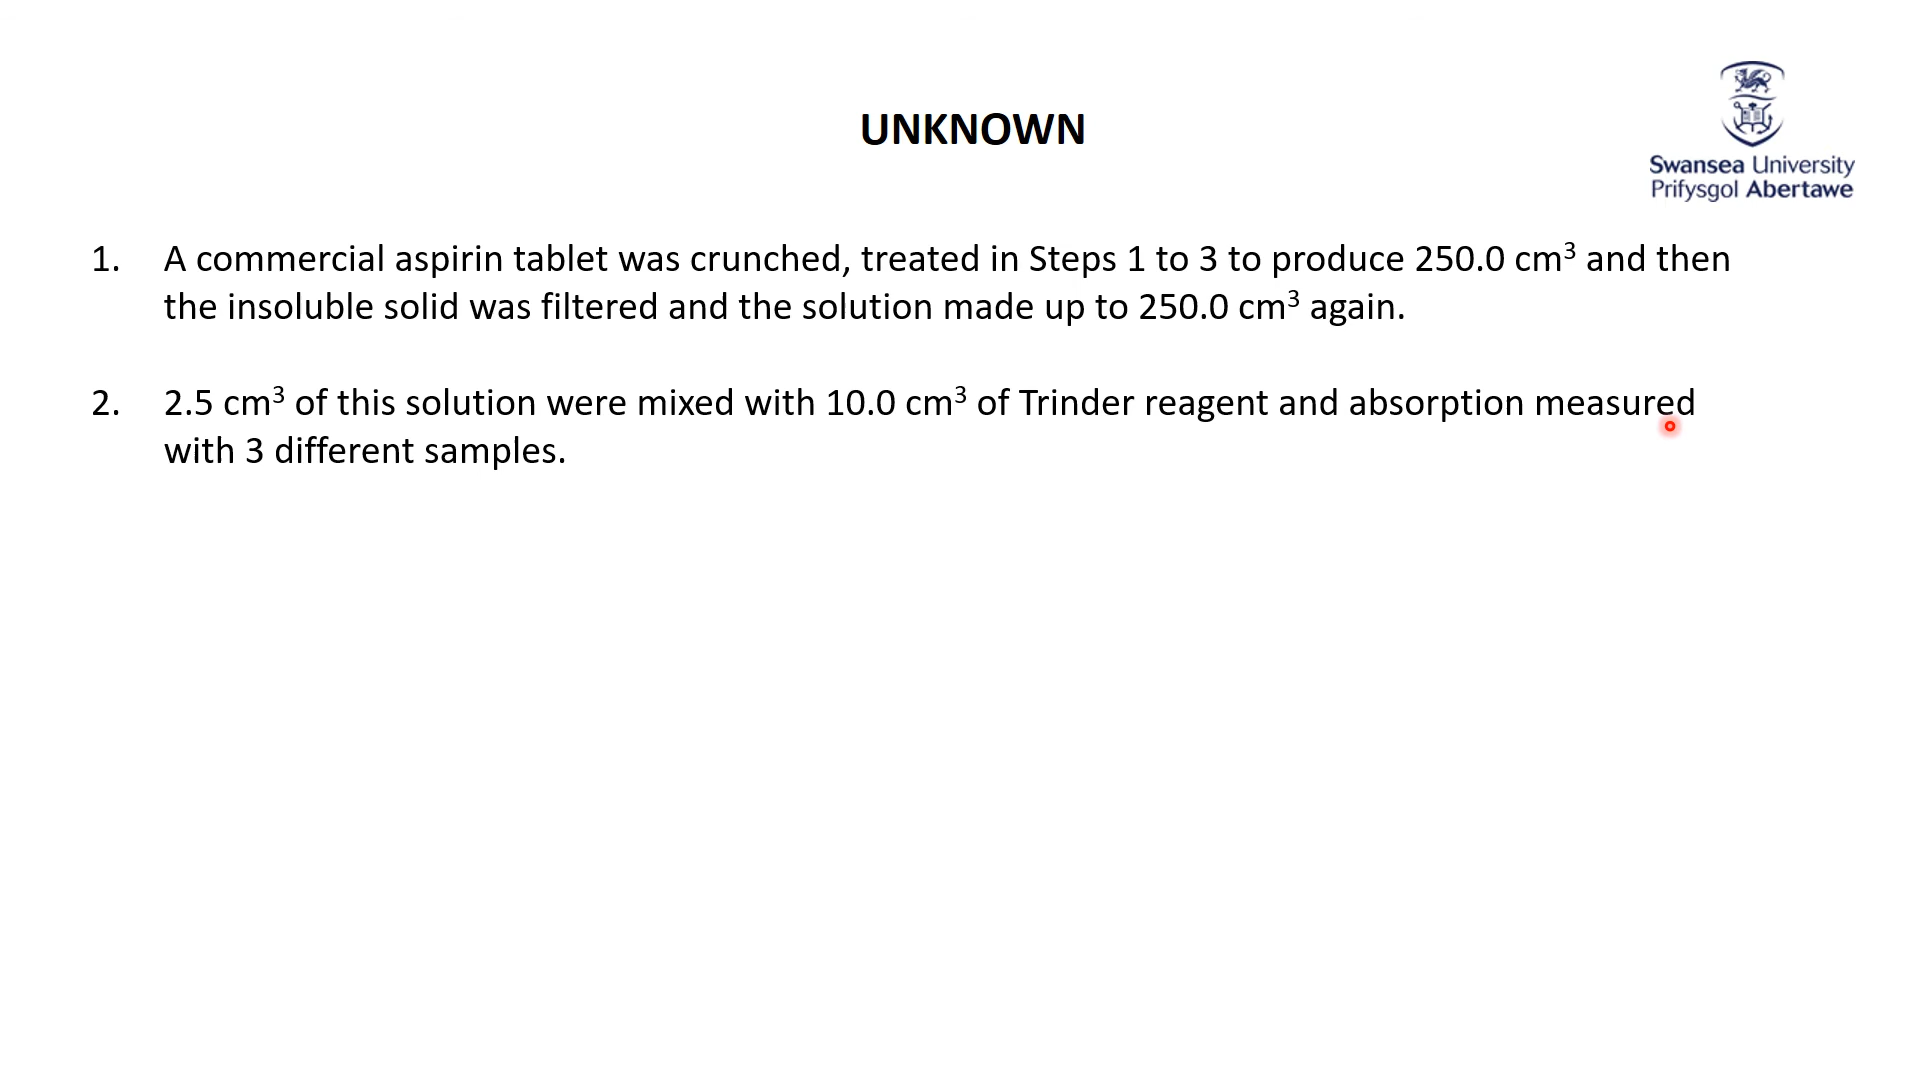 UNKNOWN
Swansea University
Prifysgol Abertawe
1. A commercial aspirin tablet was crunched, treated in Steps 1 to 3 to produce 250.0 cm³ and then
the insoluble solid was filtered and the solution made up to 250.0 cm³ again.
2. 2.5 cm³ of this solution were mixed with 10.0 cm³ of Trinder reagent and absorption measured
with 3 different samples.